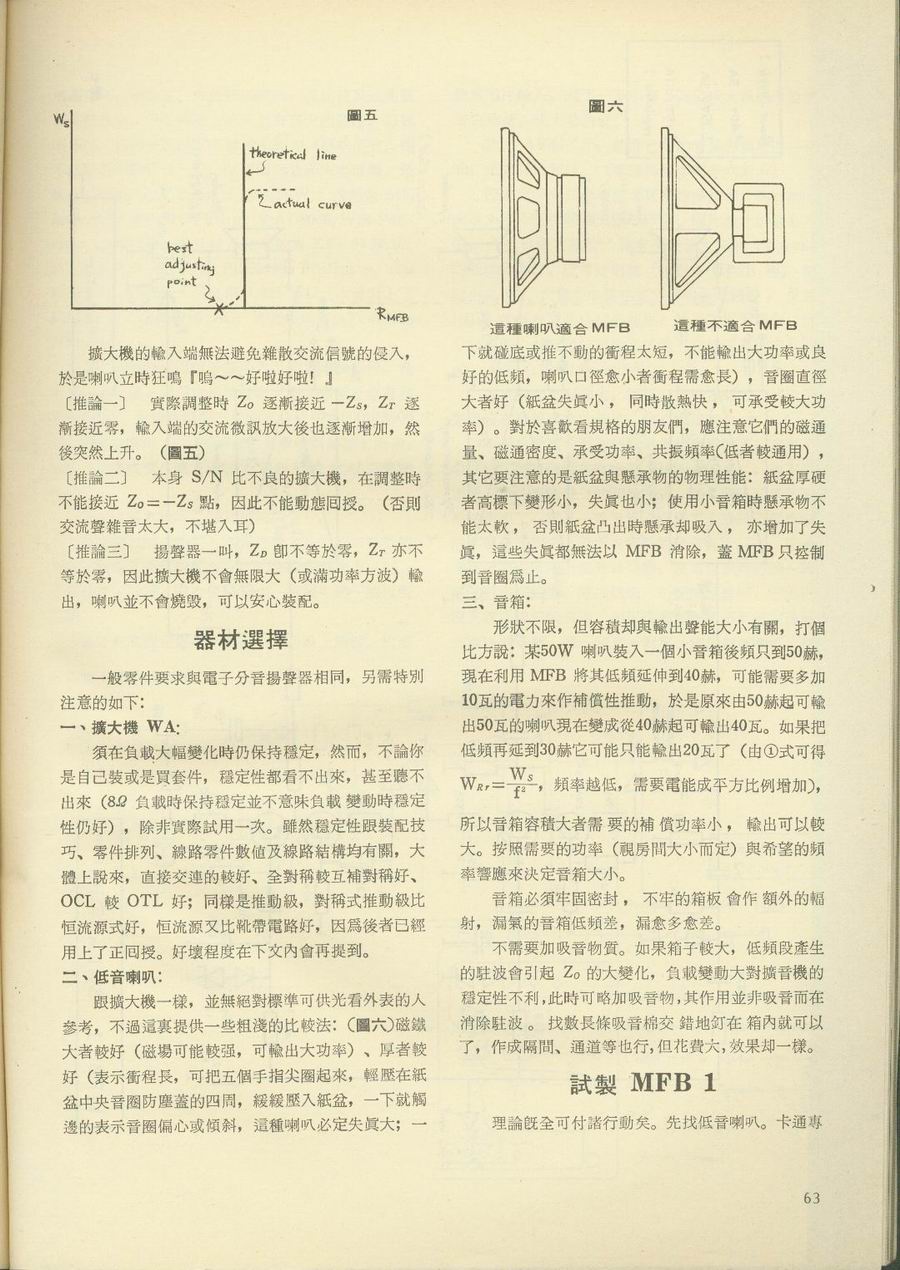 圖五
Ws
theoretical line
actual curve
best
adjusting
point
RMFB
擴大機的輸入端無法避免雜散交流信號的侵入，
於是喇叭立時狂鳴『嗚～～好啦好啦！』
〔推論一〕 實際調整時 Zo 逐漸接近 －Zs，ZT 逐
漸接近零，輸入端的交流微訊放大後也逐漸增加，然
後突然上升。（圖五）
〔推論二〕 本身 S/N 比不良的擴大機，在調整時
不能接近 Zo＝－Zs 點，因此不能動態囘授。（否則
交流聲雜音太大，不堪入耳）
〔推論三〕 揚聲器一叫，ZD 卽不等於零，ZT 亦不
等於零，因此擴大機不會無限大（或滿功率方波）輸
出，喇叭並不會燒毀，可以安心裝配。
器材選擇
一般零件要求與電子分音揚聲器相同，另需特別
注意的如下：
一、擴大機 WA：
須在負載大幅變化時仍保持穩定，然而，不論你
是自己裝或是買套件，穩定性都看不出來，甚至聽不
出來（8Ω 負載時保持穩定並不意味負載 變動時穩定
性仍好），除非實際試用一次。雖然穩定性跟裝配技
巧、零件排列、線路零件數値及線路結構均有關，大
體上說來，直接交連的較好、全對稱較互補對稱好、
OCL 較 OTL 好；同樣是推動級，對稱式推動級比
恒流源式好，恒流源又比靴帶電路好，因爲後者已經
用上了正囘授。好壞程度在下文內會再提到。
二、低音喇叭：
跟擴大機一樣，並無絕對標準可供光看外表的人
參考，不過這裏提供一些粗淺的比較法：（圖六）磁鐵
大者較好（磁場可能較强，可輸出大功率）、厚者較
好（表示衝程長，可把五個手指尖圈起來，輕壓在紙
盆中央音圈防塵蓋的四周，緩緩壓入紙盆，一下就觸
邊的表示音圈偏心或傾斜，這種喇叭必定失眞大；一
圖六
這種喇叭適合MFB
這種不適合MFB
下就碰底或推不動的衝程太短，不能輸出大功率或良
好的低頻，喇叭口徑愈小者衝程需愈長），音圈直徑
大者好（紙盆失眞小，同時散熱快，可承受較大功
率）。對於喜歡看規格的朋友們，應注意它們的磁通
量、磁通密度、承受功率、共振頻率（低者較通用），
其它要注意的是紙盆與懸承物的物理性能：紙盆厚硬
者高標下變形小，失眞也小；使用小音箱時懸承物不
能太軟，否則紙盆凸出時懸承却吸入，亦增加了失
眞，這些失眞都無法以 MFB 消除，蓋 MFB 只控制
到音圈爲止。
三、音箱：
形狀不限，但容積却與輸出聲能大小有關，打個
比方說：某50W 喇叭裝入一個小音箱後頻只到50赫，
現在利用 MFB 將其低頻延伸到40赫，可能需要多加
10瓦的電力來作補償性推動，於是原來由50赫起可輸
出50瓦的喇叭現在變成從40赫起可輸出40瓦。如果把
低頻再延到30赫它可能只能輸出20瓦了（由①式可得
WRr＝Ws/f²，頻率越低，需要電能成平方比例增加），
所以音箱容積大者需 要的補 償功率小，輸出可以較
大。按照需要的功率（視房間大小而定）與希望的頻
率響應來決定音箱大小。
音箱必須牢固密封，不牢的箱板 會作 額外的輻
射，漏氣的音箱低頻差，漏愈多愈差。
不需要加吸音物質。如果箱子較大，低頻段產生
的駐波會引起 Zo 的大變化，負載變動大對擴音機的
穩定性不利，此時可略加吸音物，其作用並非吸音而在
消除駐波 。 找數長條吸音棉交 錯地釘在 箱內就可以
了，作成隔間、通道等也行，但花費大，效果却一樣。
試製 MFB 1
理論旣全可付諸行動矣。先找低音喇叭。卡通專
63